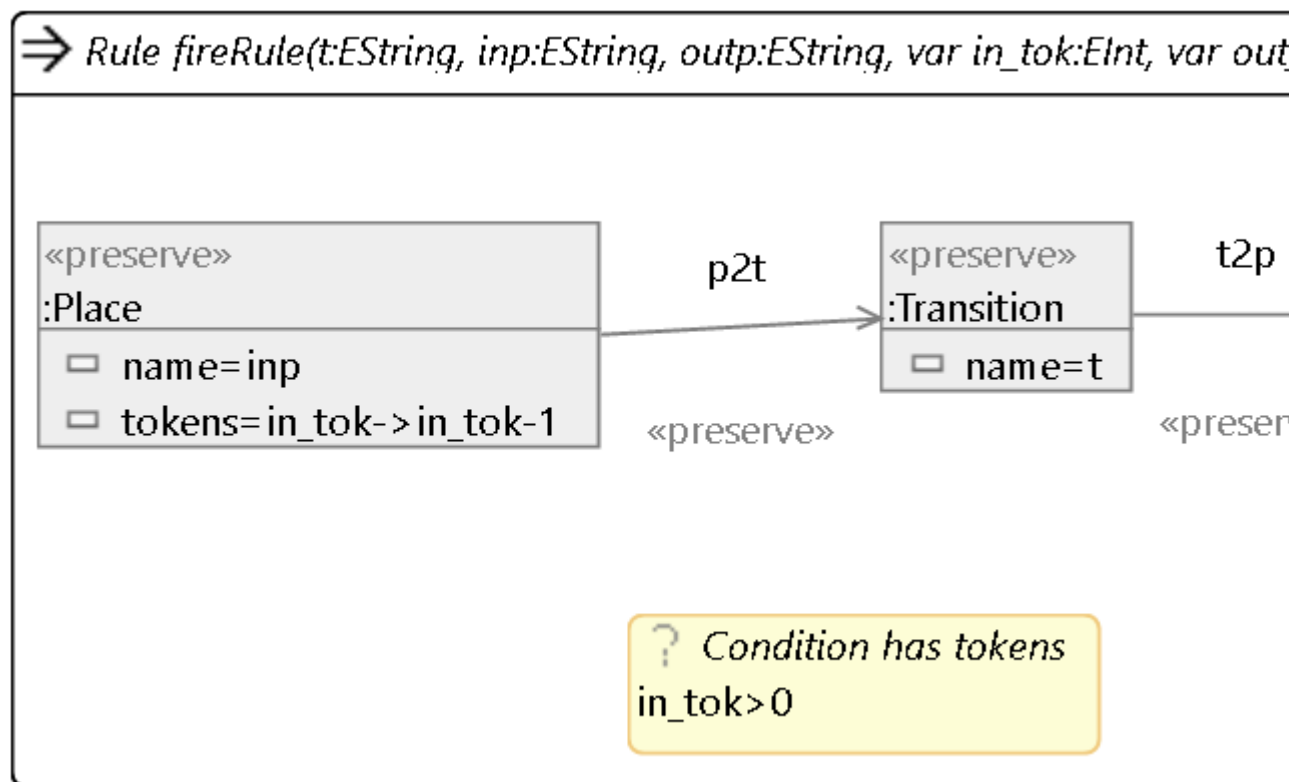 Rule fireRule(t:EString, inp:EString, outp:EString, var in_tok:EInt, var out
«preserve»
:Place
name=inp
tokens=in_tok->in_tok-1
p2t
«preserve»
«preserve»
:Transition
name=t
t2p
«preser
Condition has tokens
in_tok>0